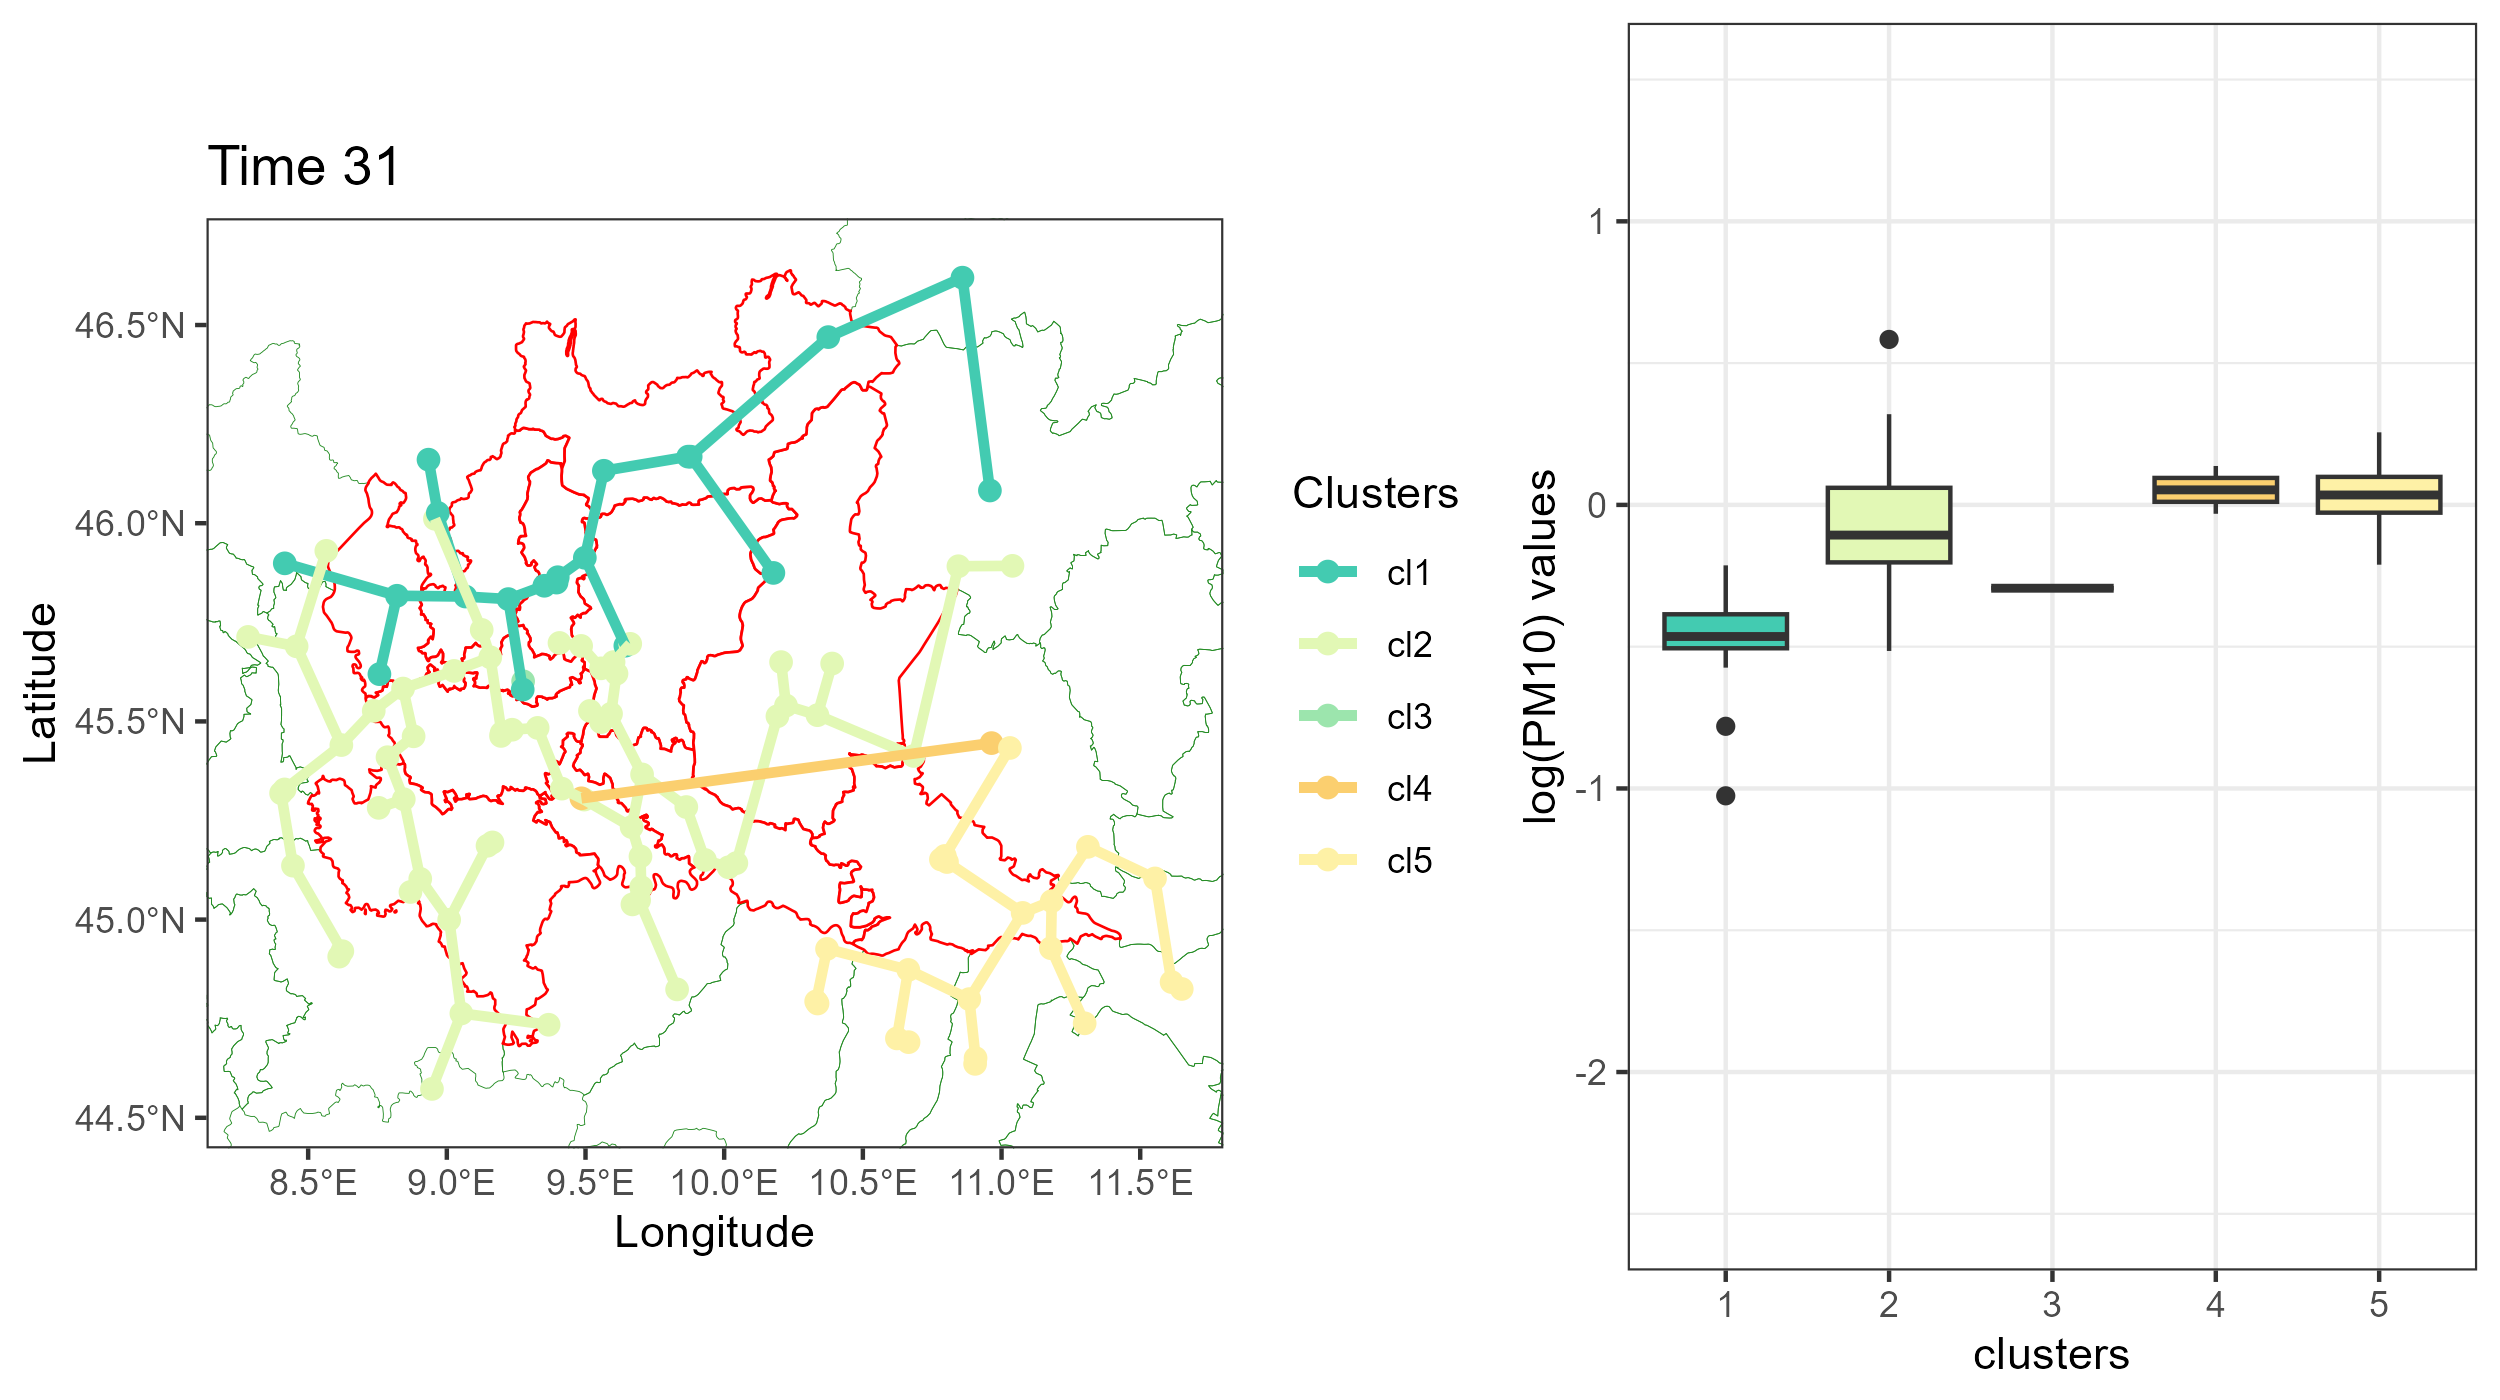 Time 31
46.5°N
46.0°N
45.5°N
45.0°N
44.5°N
Latitude
8.5°E 9.0°E 9.5°E 10.0°E 10.5°E 11.0°E 11.5°E
Longitude
Clusters
cl1
cl2
cl3
cl4
cl5
1
0
-1
-2
log(PM10) values
1 2 3 4 5
clusters